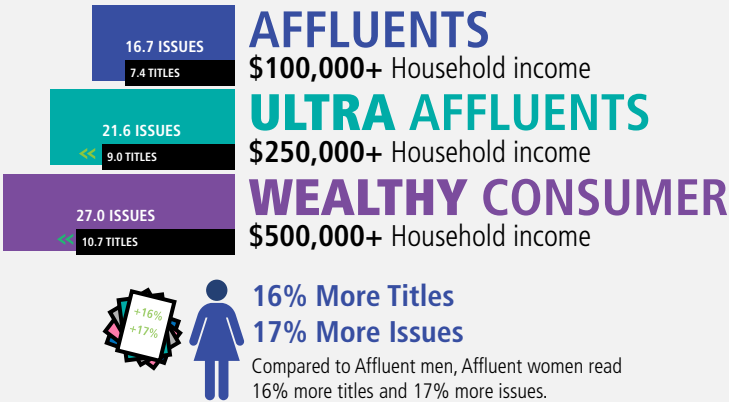 16.7 ISSUES
7.4 TITLES
AFFLUENTS
$100,000+ Household income
21.6 ISSUES
« 9.0 TITLES
ULTRA AFFLUENTS
$250,000+ Household income
27.0 ISSUES
« 10.7 TITLES
WEALTHY CONSUMER
$500,000+ Household income
+16%
+17%
16% More Titles
17% More Issues
Compared to Affluent men, Affluent women read
16% more titles and 17% more issues.